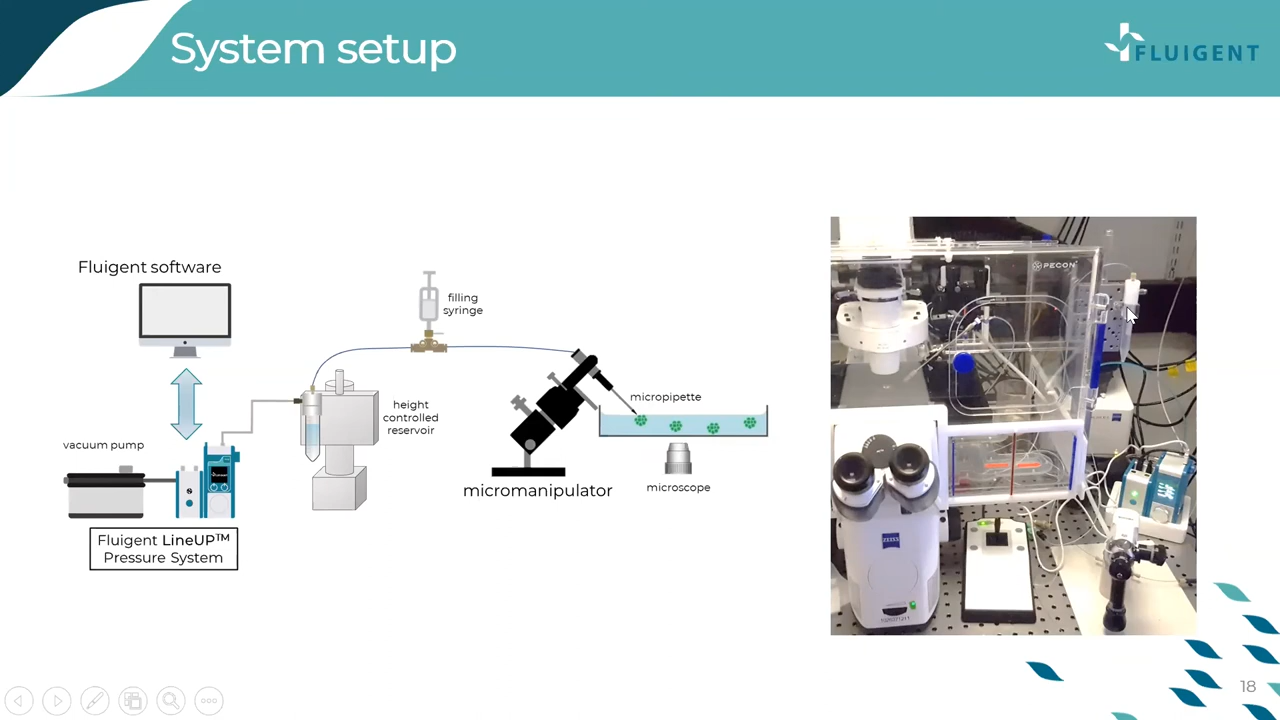 System setup
FLUIGENT
Fluigent software
filling
syringe
micropipette
height
controlled
reservoir
vacuum pump
micromanipulator
microscope
Fluigent LineUP™
Pressure System
PECON
ZEISS
18